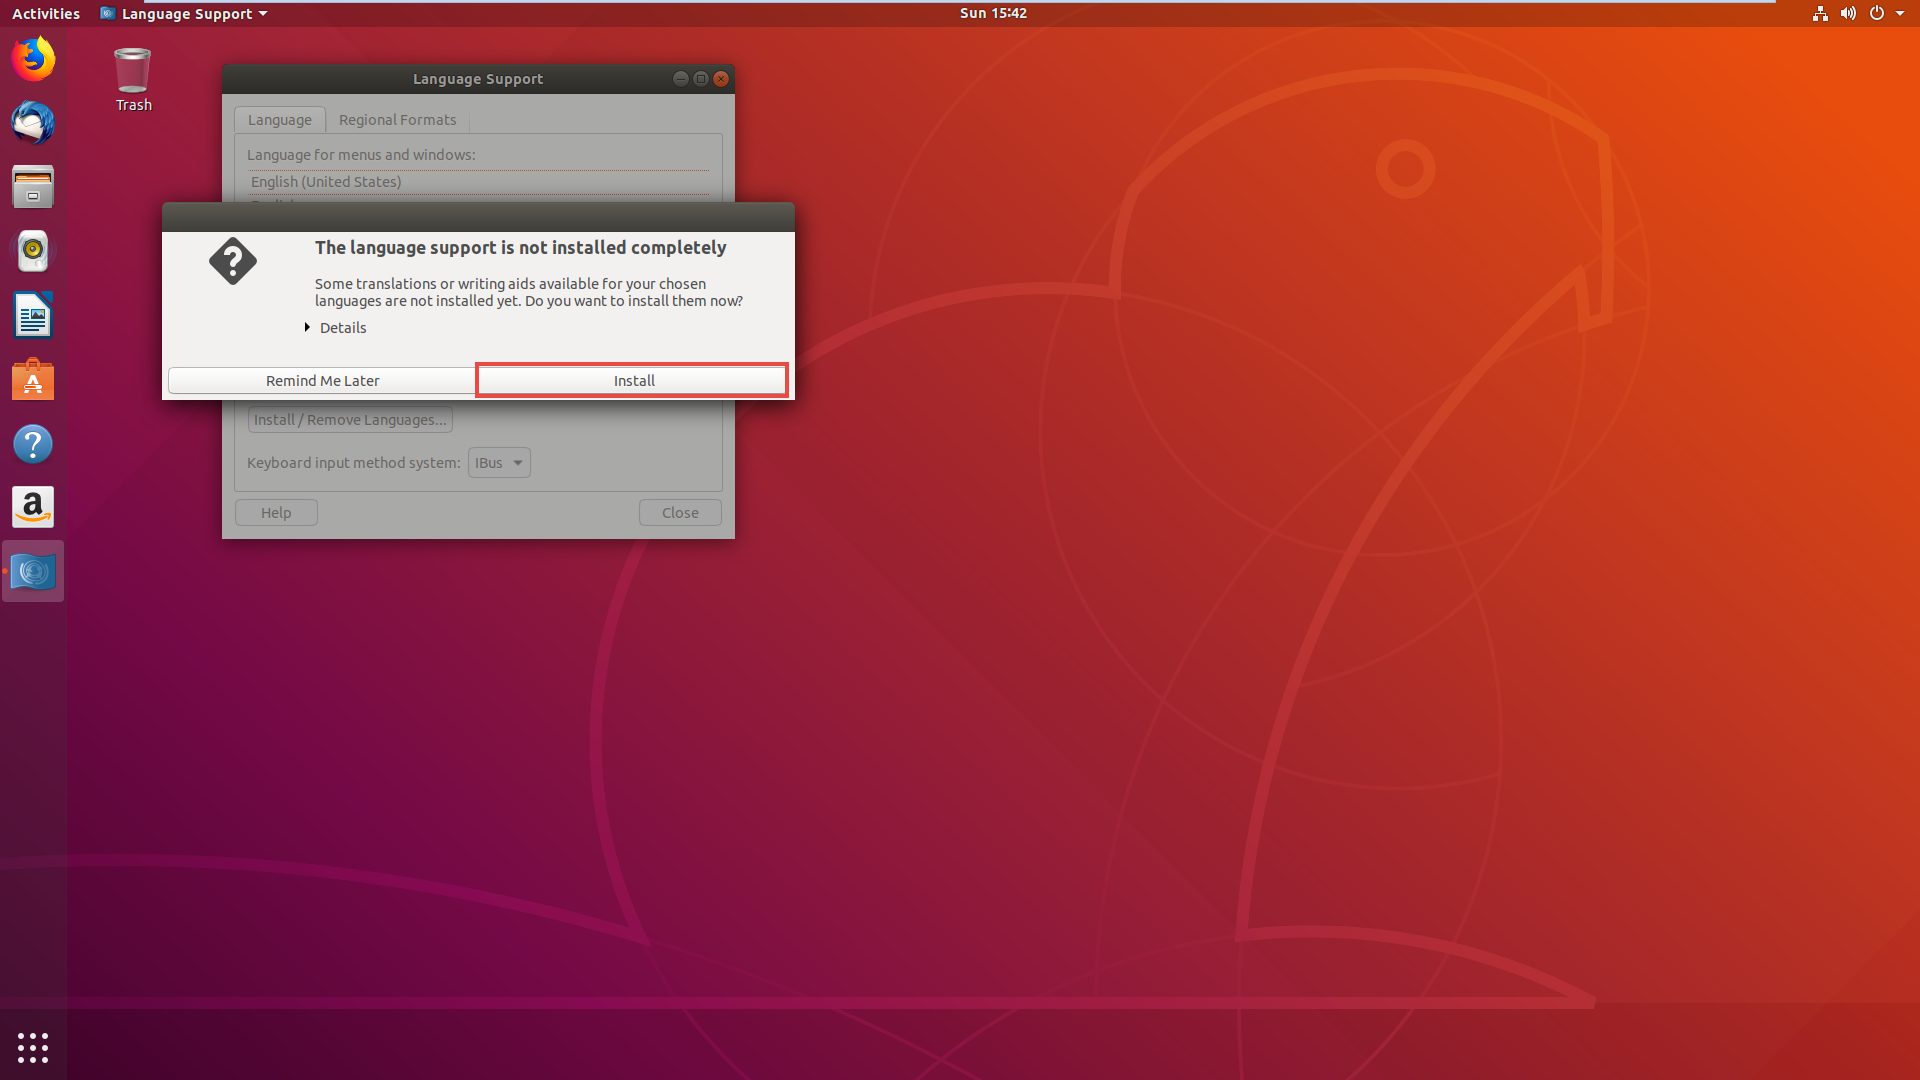 Activities
Language Support
Sun 15:42
Trash
Language Support
Language
Regional Formats
Language for menus and windows:
English (United States)
The language support is not installed completely
Some translations or writing aids available for your chosen
languages are not installed yet. Do you want to install them now?
Details
Remind Me Later
Install
Install / Remove Languages...
Keyboard input method system:
IBus
Help
Close